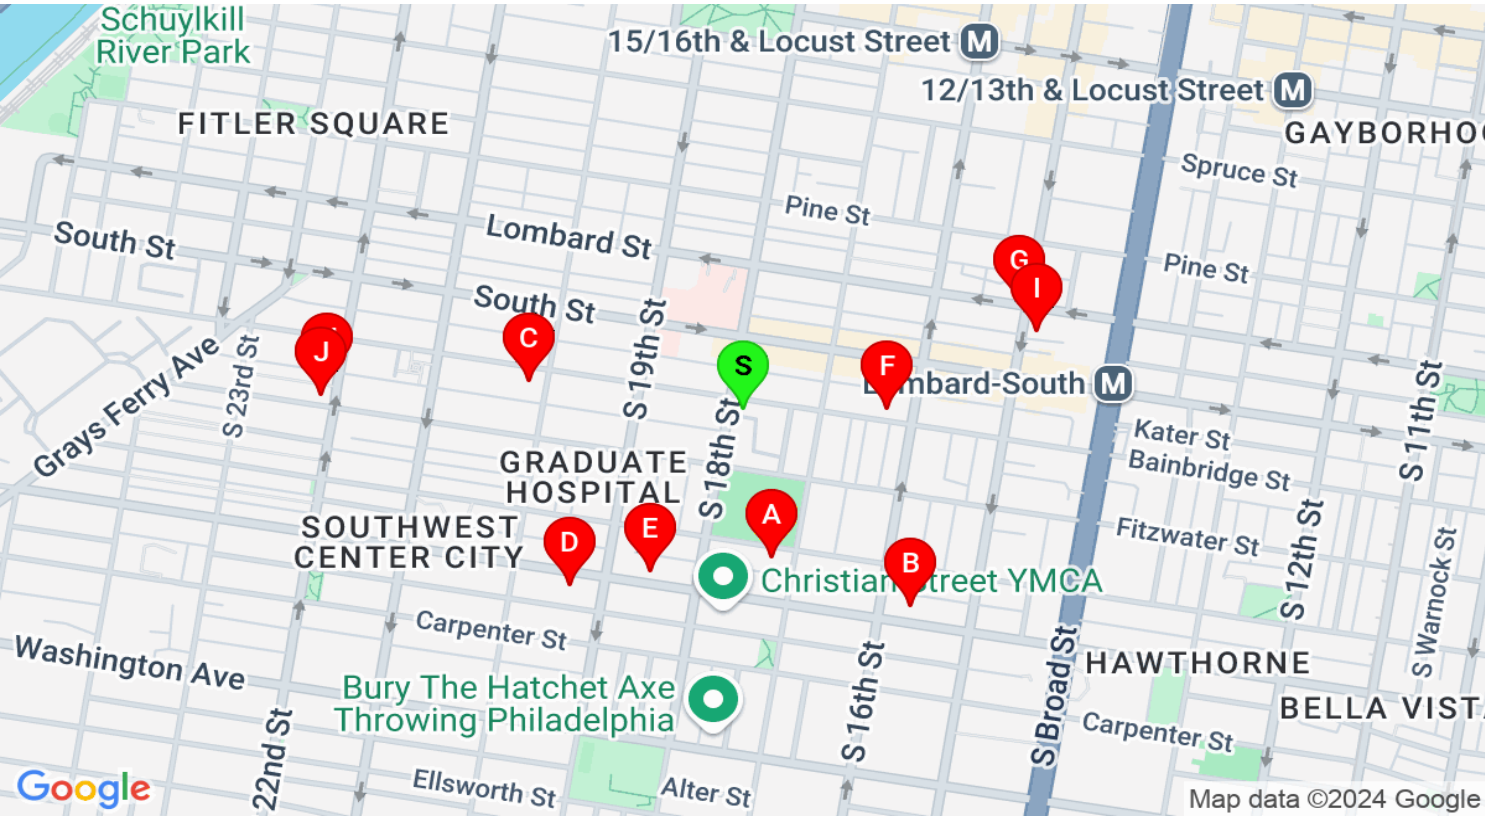 Schuylkill
River Park
15/16th & Locust Street
M
12/13th & Locust Street
M
FITLER SQUARE
GAYBORHOO
Spruce St
Pine St
South St
Lombard St
Pine St
G
I
South St
S 19th St
C
J
S
F
Lombard-South
M
Grays Ferry Ave
S 23rd St
S 18th St
S 11th St
Kater St
Bainbridge St
GRADUATE
HOSPITAL
SOUTHWEST
CENTER CITY
D
E
A
B
Fitzwater St
S 12th St
S Warnock St
Christian Street YMCA
Carpenter St
Washington Ave
S 16th St
S Broad St
HAWTHORNE
BELLA VIST
Bury The Hatchet Axe
Throwing Philadelphia
Carpenter St
22nd St
Ellsworth St
Alter St
Google
Map data ©2024 Google